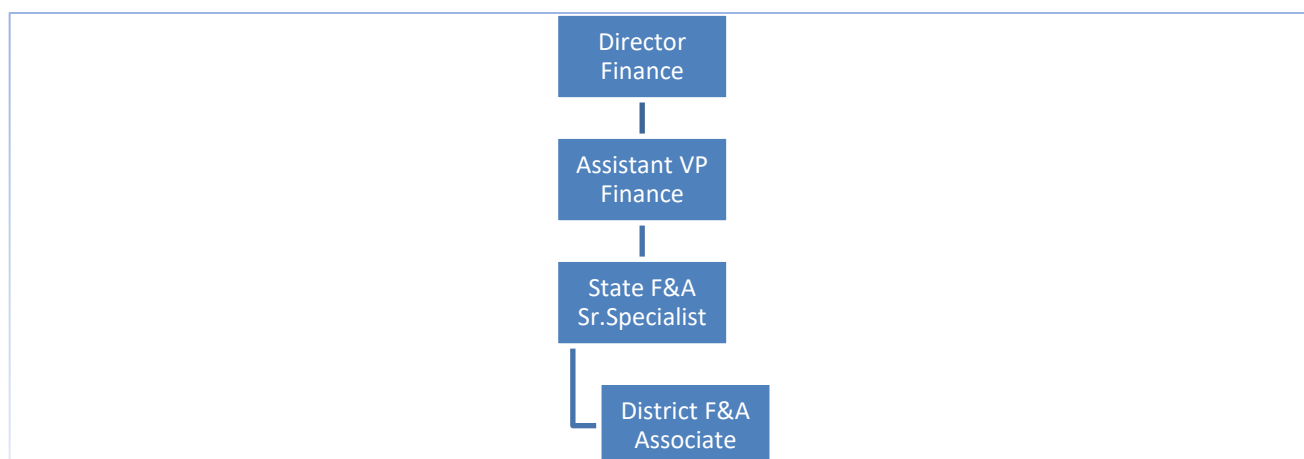 Director
Finance
Assistant VP
Finance
State F&A
Sr.Specialist
District F&A
Associate